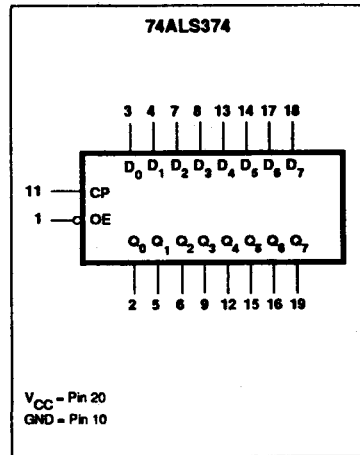 74ALS374
3 4 7 8 13 14 17 18
D0 D1 D2 D3 D4 D5 D6 D7
11 CP
1 OE
Q0 Q1 Q2 Q3 Q4 Q5 Q6 Q7
2 5 6 9 12 15 16 19
VCC = Pin 20
GND = Pin 10